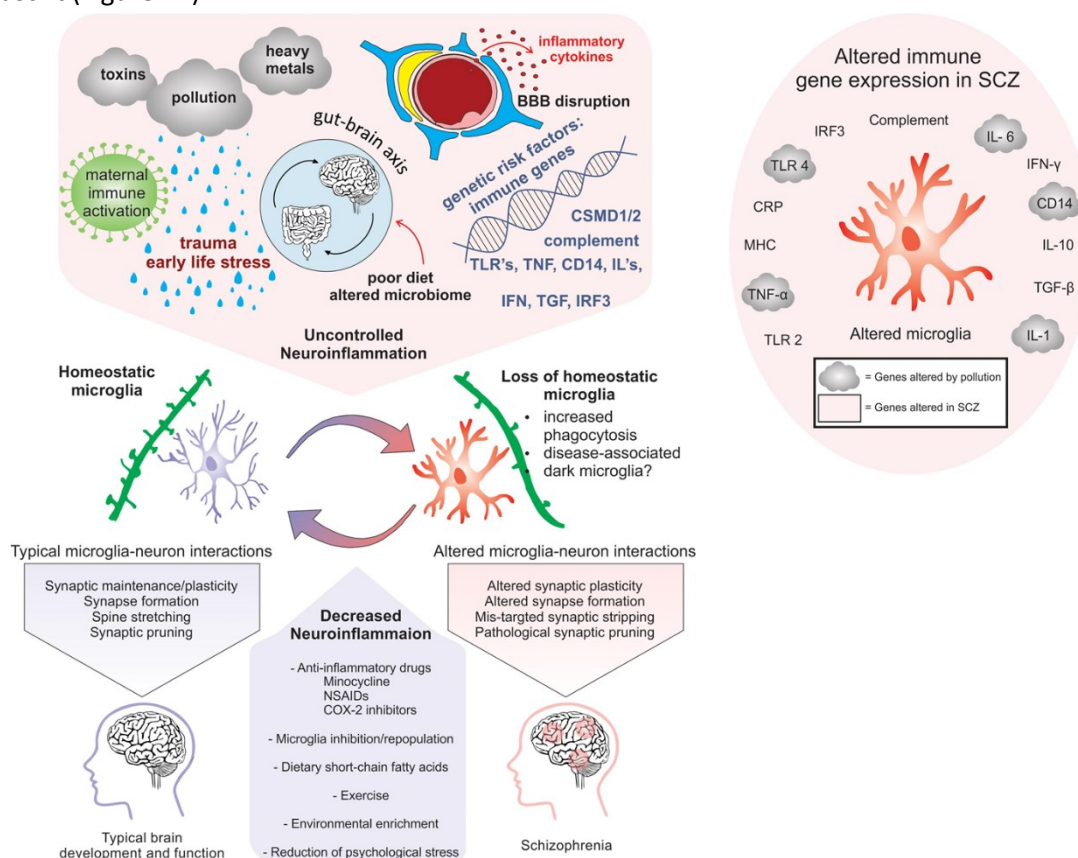 toxins
heavy
metals
pollution
maternal
immune
activation
trauma
early life stress
gut-brain axis
poor diet
altered microbiome
inflammatory
cytokines
BBB disruption
genetic risk factors:
immune genes
CSMD1/2
complement
TLR's, TNF, CD14, IL's,
IFN, TGF, IRF3
Uncontrolled
Neuroinflammation
Homeostatic
microglia
Loss of homeostatic
microglia
• increased
phagocytosis
• disease-associated
• dark microglia?
Typical microglia-neuron interactions
Synaptic maintenance/plasticity
Synapse formation
Spine stretching
Synaptic pruning
Typical brain
development and function
Decreased
Neuroinflammaion
- Anti-inflammatory drugs
Minocycline
NSAIDs
COX-2 inhibitors
- Microglia inhibition/repopulation
- Dietary short-chain fatty acids
- Exercise
- Environmental enrichment
- Reduction of psychological stress
Altered microglia-neuron interactions
Altered synaptic plasticity
Altered synapse formation
Mis-targted synaptic stripping
Pathological synaptic pruning
Schizophrenia
Altered immune
gene expression in SCZ
Complement
IRF3
IL- 6
TLR 4
IFN-γ
CRP
CD14
MHC
IL-10
TNF-α
TGF-β
TLR 2
IL-1
Altered microglia
= Genes altered by pollution
= Genes altered in SCZ